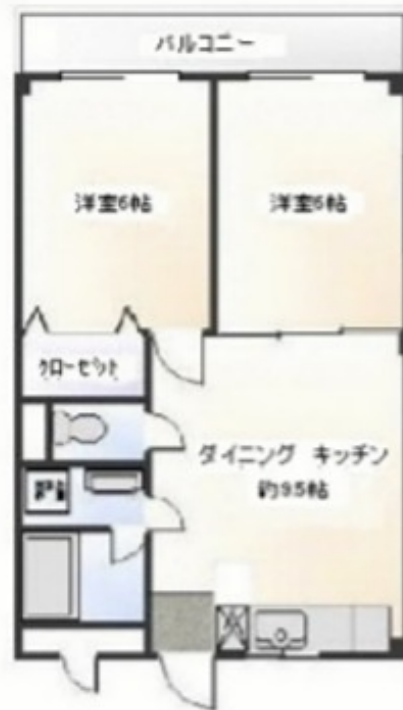 バルコニー
洋室6帖
洋室6帖
クローゼット
ダイニング キッチン
約9.5帖